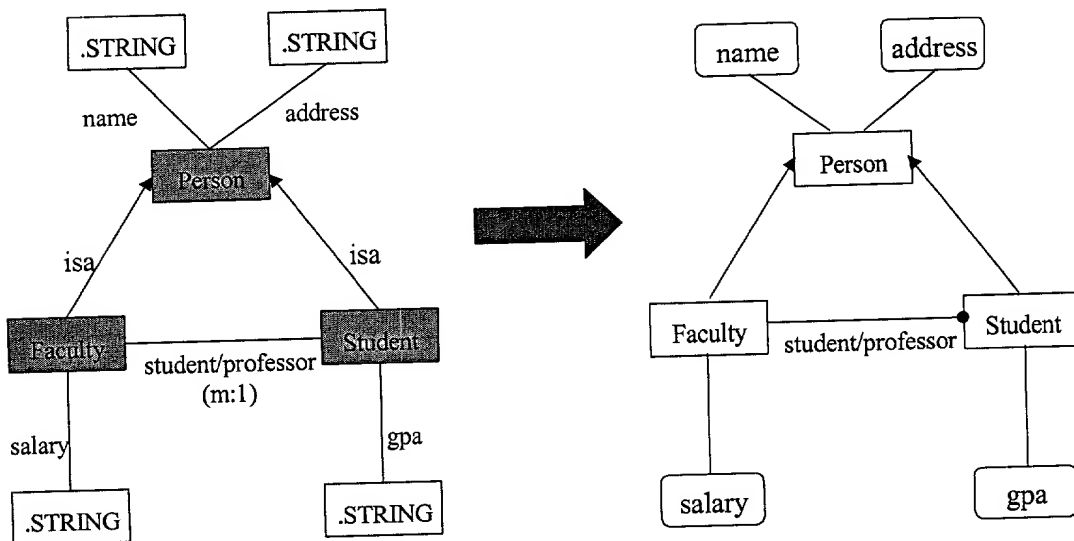 .STRING
.STRING
name
address
Person
isa
isa
Faculty
Student
student/professor
(m:1)
salary
gpa
.STRING
.STRING
name
address
Person
Faculty
Student
student/professor
salary
gpa